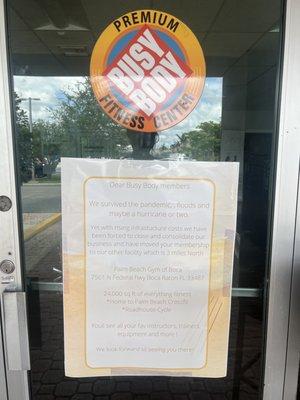 PREMIUM
BUSY
BODY
FITNESS CENTER
Dear Busy Body members
We survived the pandemic, floods and
maybe a hurricane or two.
Yet with rising infrastructure costs we have
been forced to close and consolidate our
business and have moved your membership
to our other facility which is 3 miles North
Palm Beach Gym of Boca
7501 N Federal Hwy Boca Raton FL 33487
24,000 sq ft of everything fitness
*Home to Palm Beach Crossfit
*Roadhouse Cycle
Youll see all your fav instructors, trainers,
equipment and more !
We look forward to seeing you there!